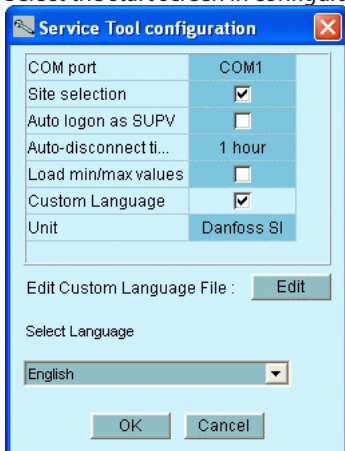 Service Tool configuration
COM port COM1
Site selection
Auto logon as SUPV
Auto-disconnect ti... 1 hour
Load min/max values
Custom Language
Unit Danfoss SI
Edit Custom Language File : Edit
Select Language
English
OK Cancel